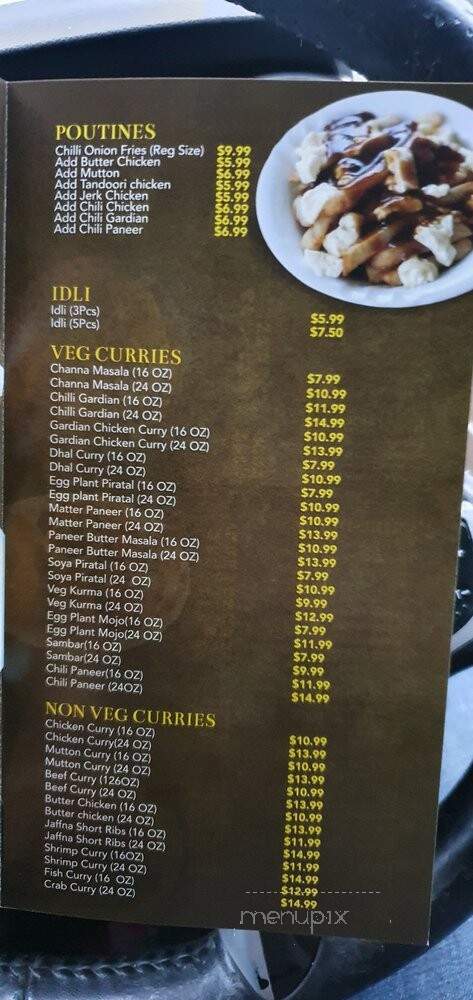 POUTINES
Chilli Onion Fries (Reg Size) $9.99
Add Butter Chicken $5.99
Add Mutton $6.99
Add Tandoori chicken $5.99
Add Jerk Chicken $5.99
Add Chili Chicken $6.99
Add Chili Gardian $6.99
Add Chili Paneer $6.99
IDLI
Idli (3Pcs) $5.99
Idli (5Pcs) $7.50
VEG CURRIES
Channa Masala (16 OZ) $7.99
Channa Masala (24 OZ) $10.99
Chilli Gardian (16 OZ) $11.99
Chilli Gardian (24 OZ) $14.99
Gardian Chicken Curry (16 OZ) $10.99
Gardian Chicken Curry (24 OZ) $13.99
Dhal Curry (16 OZ) $7.99
Dhal Curry (24 OZ) $10.99
Egg Plant Piratal (16 OZ) $7.99
Egg plant Piratal (24 OZ) $10.99
Matter Paneer (16 OZ) $10.99
Matter Paneer (24 OZ) $13.99
Paneer Butter Masala (16 OZ) $10.99
Paneer Butter Masala (24 OZ) $13.99
Soya Piratal (16 OZ) $7.99
Soya Piratal (24 OZ) $10.99
Veg Kurma (16 OZ) $9.99
Veg Kurma (24 OZ) $12.99
Egg Plant Mojo(16 OZ) $7.99
Egg Plant Mojo(24 OZ) $11.99
Sambar(16 OZ) $7.99
Sambar(24 OZ) $9.99
Chili Paneer(16 OZ) $11.99
Chili Paneer (24OZ) $14.99
NON VEG CURRIES
Chicken Curry (16 OZ) $10.99
Chicken Curry(24 OZ) $13.99
Mutton Curry (16 OZ) $10.99
Mutton Curry (24 OZ) $13.99
Beef Curry (126OZ) $10.99
Beef Curry (24 OZ) $13.99
Butter Chicken (16 OZ) $10.99
Butter chicken (24 OZ) $13.99
Jaffna Short Ribs (16 OZ) $11.99
Jaffna Short Ribs (24 OZ) $14.99
Shrimp Curry (16OZ) $11.99
Shrimp Curry (24 OZ) $14.99
Fish Curry (16 OZ) $12.99
Crab Curry (24 OZ) $14.99
menupix